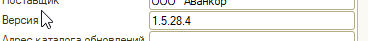 Поставщик ООО "Аванкор"
Версия 1.5.28.4
Адрес каталога обновлений